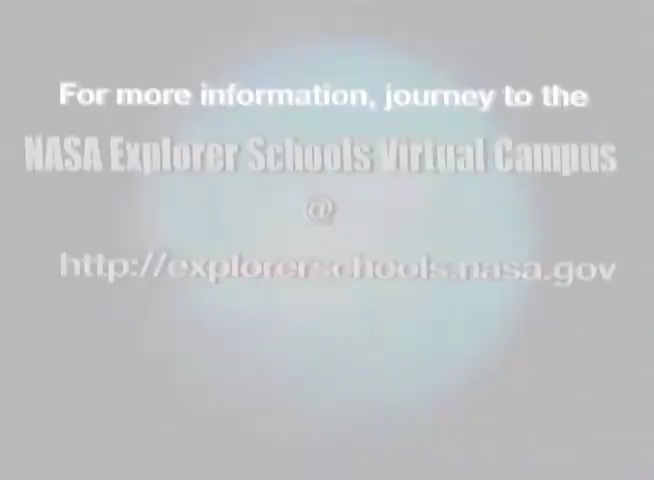 For more information, journey to the
NASA Explorer Schools Virtual Campus
@
http://explorerschools.nasa.gov